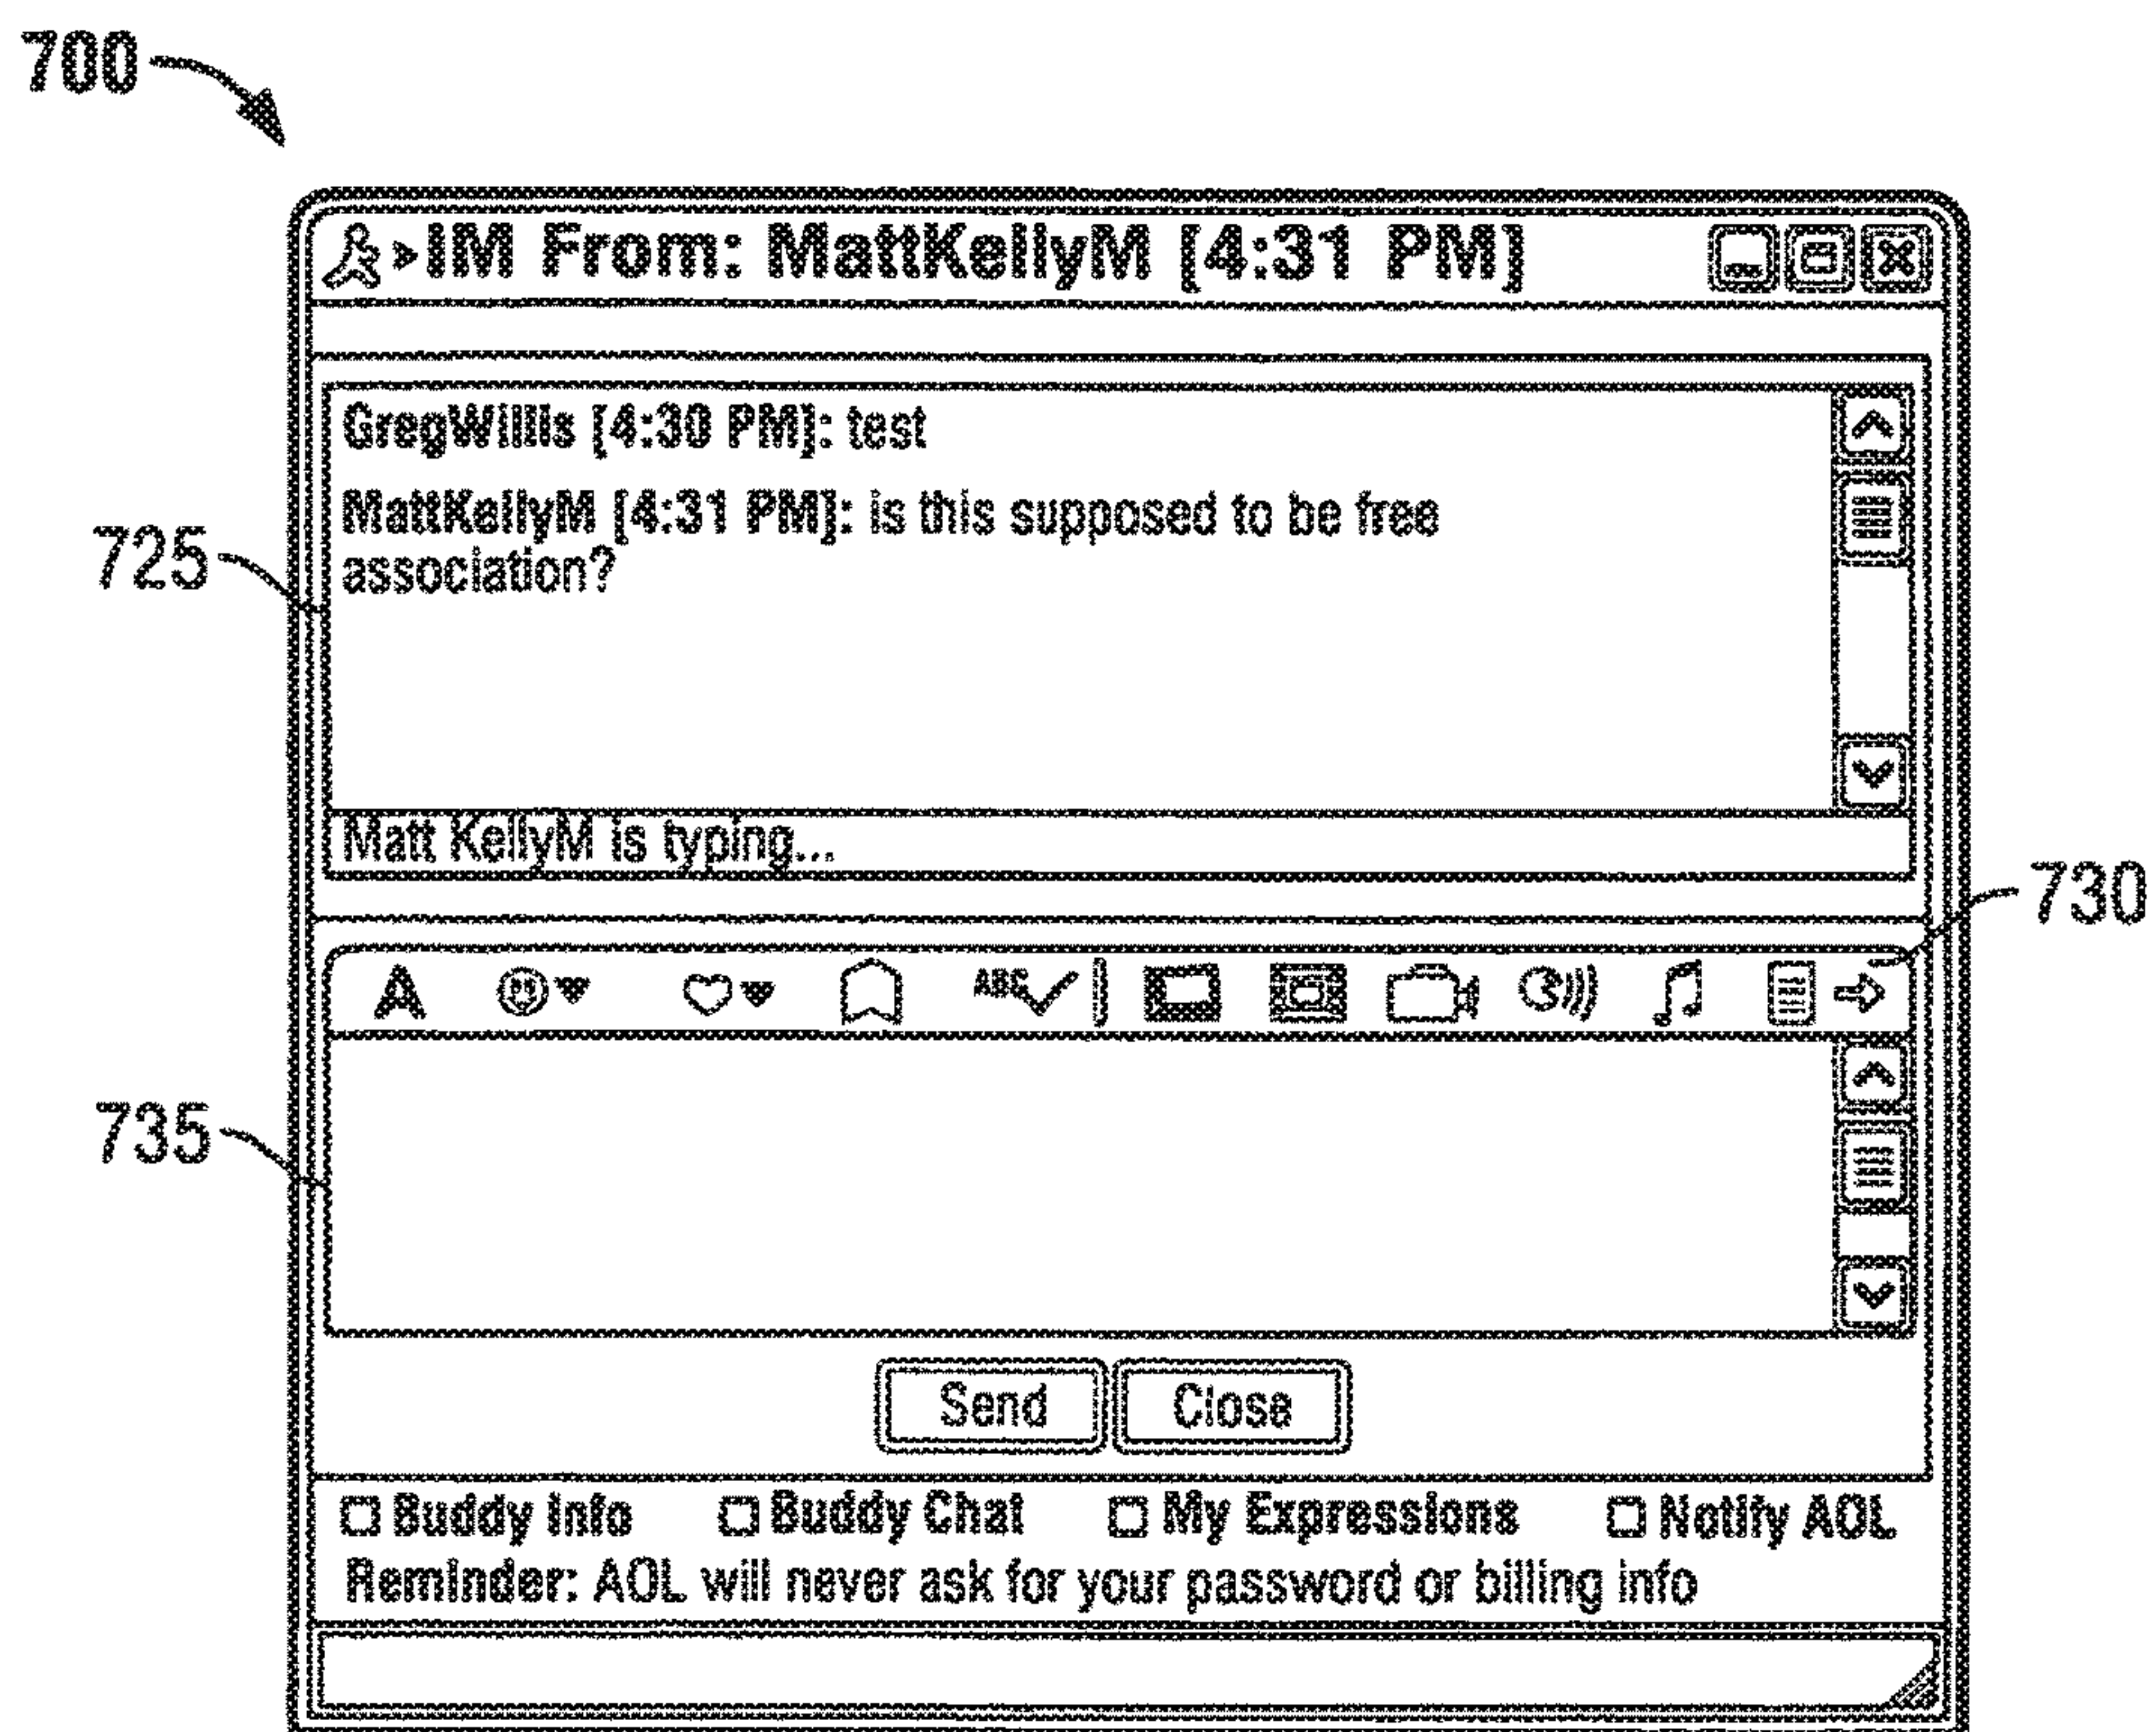 700
IM From: MattKellyM [4:31 PM]
GregWillis [4:30 PM]: test
MattKellyM [4:31 PM]: is this supposed to be free
association?
725
Matt KellyM is typing...
730
A
ABC
735
Send Close
Buddy Info Buddy Chat My Expressions Notify AOL
Reminder: AOL will never ask for your password or billing info